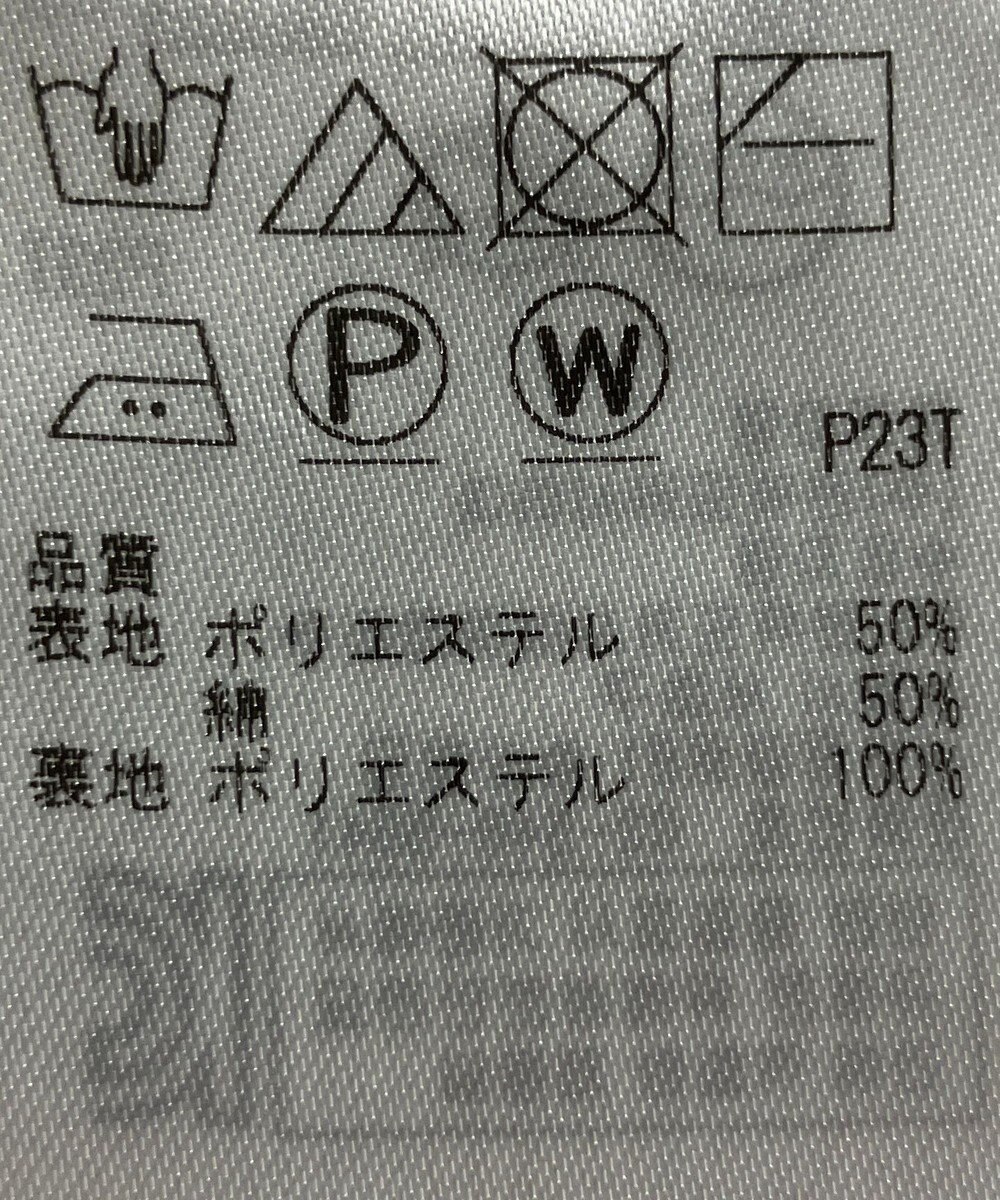 P
W
P23T
品質
表地 ポリエステル 50%
綿 50%
裏地 ポリエステル 100%